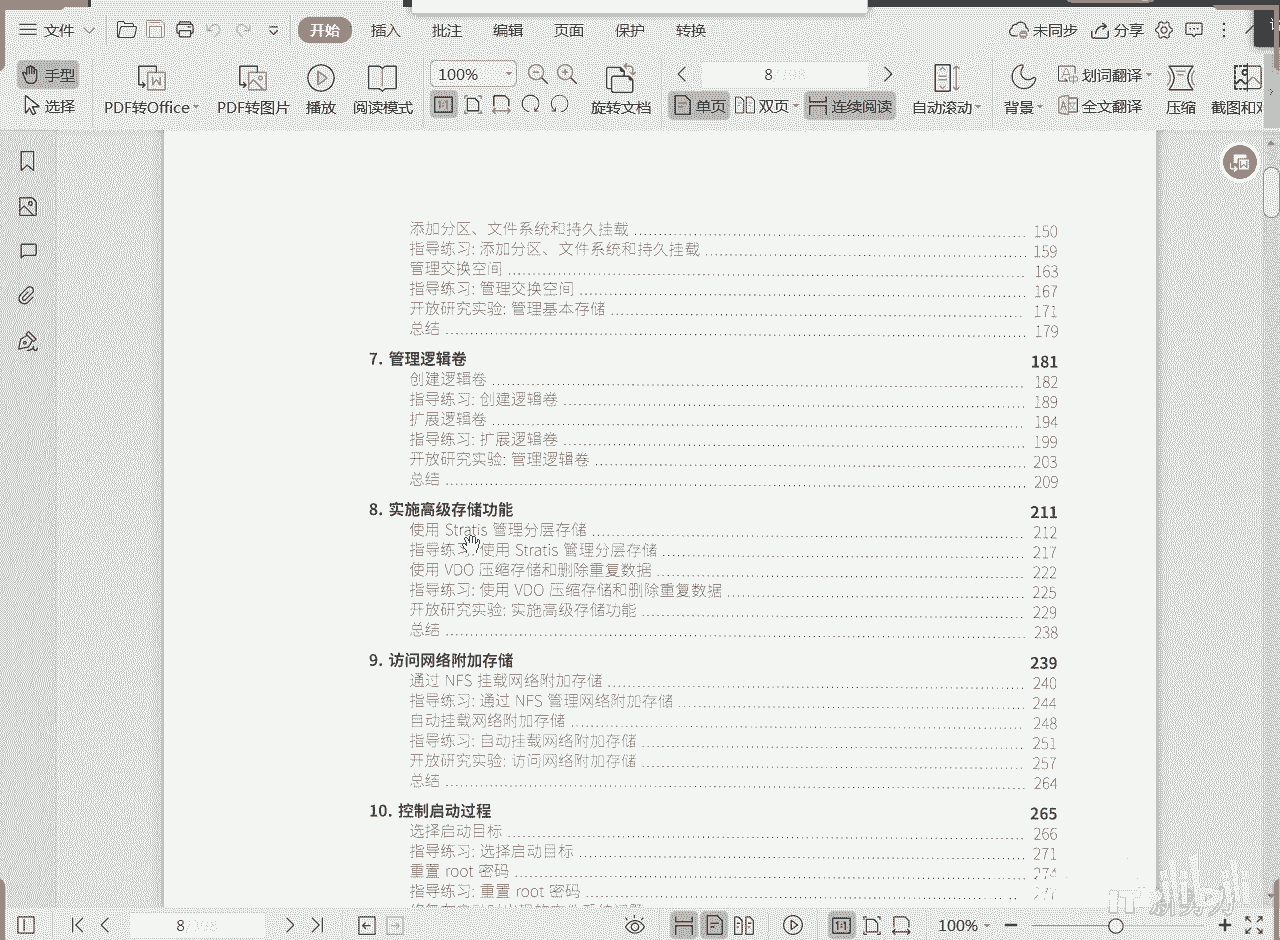 文件 开始 插入 批注 编辑 页面 保护 转换 未同步 分享
手型 100% 8 划词翻译
选择 PDF转Office PDF转图片 播放 阅读模式 旋转文档 单页 双页 连续阅读 自动滚动 背景 全文翻译 压缩 截图和
添加分区、文件系统和持久挂载 150
指导练习: 添加分区、文件系统和持久挂载 159
管理交换空间 163
指导练习: 管理交换空间 167
开放研究实验: 管理基本存储 171
总结 179
7. 管理逻辑卷 181
创建逻辑卷 182
指导练习: 创建逻辑卷 189
扩展逻辑卷 194
指导练习: 扩展逻辑卷 199
开放研究实验: 管理逻辑卷 203
总结 209
8. 实施高级存储功能 211
使用 Stratis 管理分层存储 212
指导练习: 使用 Stratis 管理分层存储 217
使用 VDO 压缩存储和删除重复数据 222
指导练习: 使用 VDO 压缩存储和删除重复数据 225
开放研究实验: 实施高级存储功能 229
总结 238
9. 访问网络附加存储 239
通过 NFS 挂载网络附加存储 240
指导练习: 通过 NFS 管理网络附加存储 244
自动挂载网络附加存储 248
指导练习: 自动挂载网络附加存储 251
开放研究实验: 访问网络附加存储 257
总结 264
10. 控制启动过程 265
选择启动目标 266
指导练习: 选择启动目标 271
重置 root 密码 274
指导练习: 重置 root 密码
8 100%